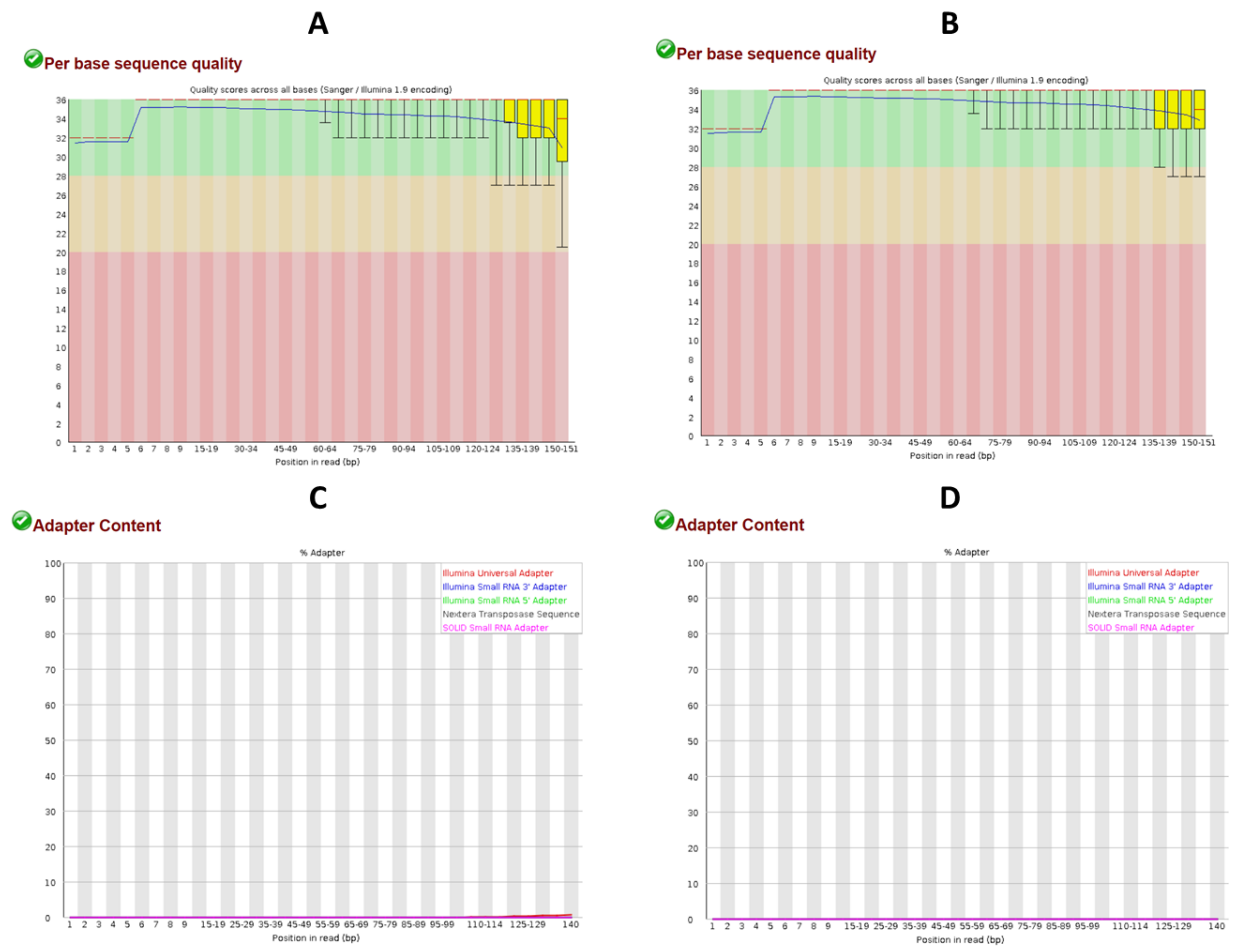 A
Per base sequence quality
Quality scores across all bases (Sanger / Illumina 1.9 encoding)
36
34
32
30
28
26
24
22
20
18
16
14
12
10
8
6
4
2
0
1 2 3 4 5 6 7 8 9 15-19 30-34 45-49 60-64 75-79 90-94 105-109 120-124 135-139 150-151
Position in read (bp)
B
Per base sequence quality
Quality scores across all bases (Sanger / Illumina 1.9 encoding)
36
34
32
30
28
26
24
22
20
18
16
14
12
10
8
6
4
2
0
1 2 3 4 5 6 7 8 9 15-19 30-34 45-49 60-64 75-79 90-94 105-109 120-124 135-139 150-151
Position in read (bp)
C
Adapter Content
% Adapter
Illumina Universal Adapter
Illumina Small RNA 3' Adapter
Illumina Small RNA 5' Adapter
Nextera Transposase Sequence
SOLID Small RNA Adapter
100
90
80
70
60
50
40
30
20
10
0
1 2 3 4 5 6 7 8 9 15-19 25-29 35-39 45-49 55-59 65-69 75-79 85-89 95-99 110-114 125-129 140
Position in read (bp)
D
Adapter Content
% Adapter
Illumina Universal Adapter
Illumina Small RNA 3' Adapter
Illumina Small RNA 5' Adapter
Nextera Transposase Sequence
SOLID Small RNA Adapter
100
90
80
70
60
50
40
30
20
10
0
1 2 3 4 5 6 7 8 9 15-19 25-29 35-39 45-49 55-59 65-69 75-79 85-89 95-99 110-114 125-129 140
Position in read (bp)